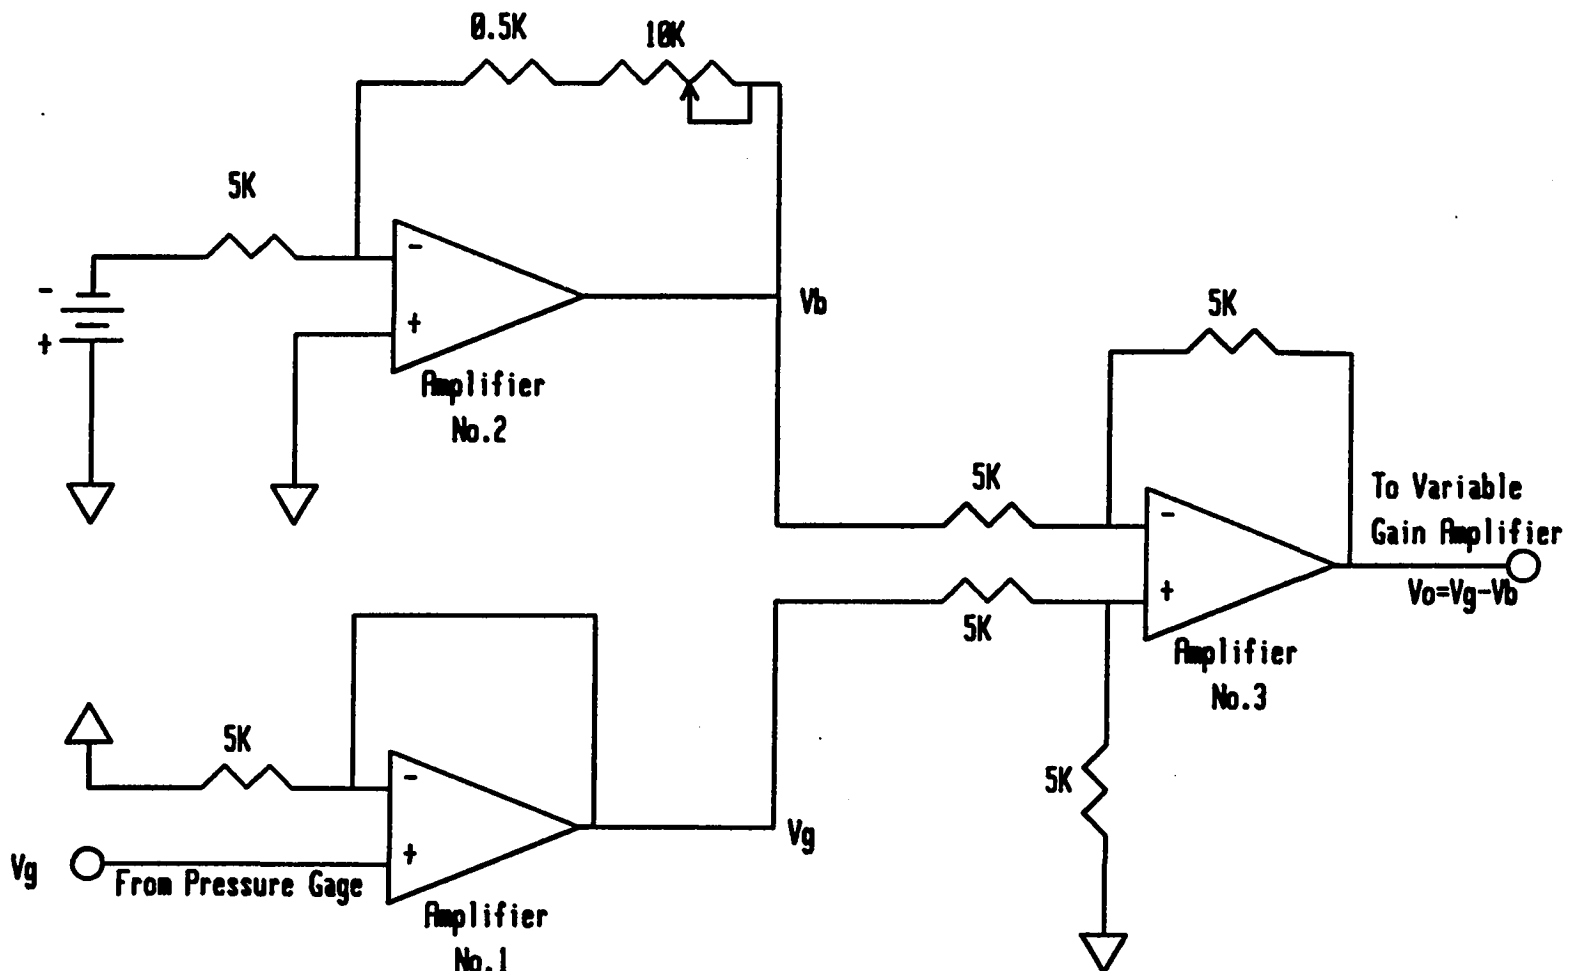 0.5K
10K
5K
-
+
-
+
Vb
Amplifier
No.2
5K
5K
To Variable
Gain Amplifier
Vo=Vg-Vb
-
+
5K
Amplifier
No.3
5K
5K
-
+
Vg
Vg
From Pressure Gage
Amplifier
No.1